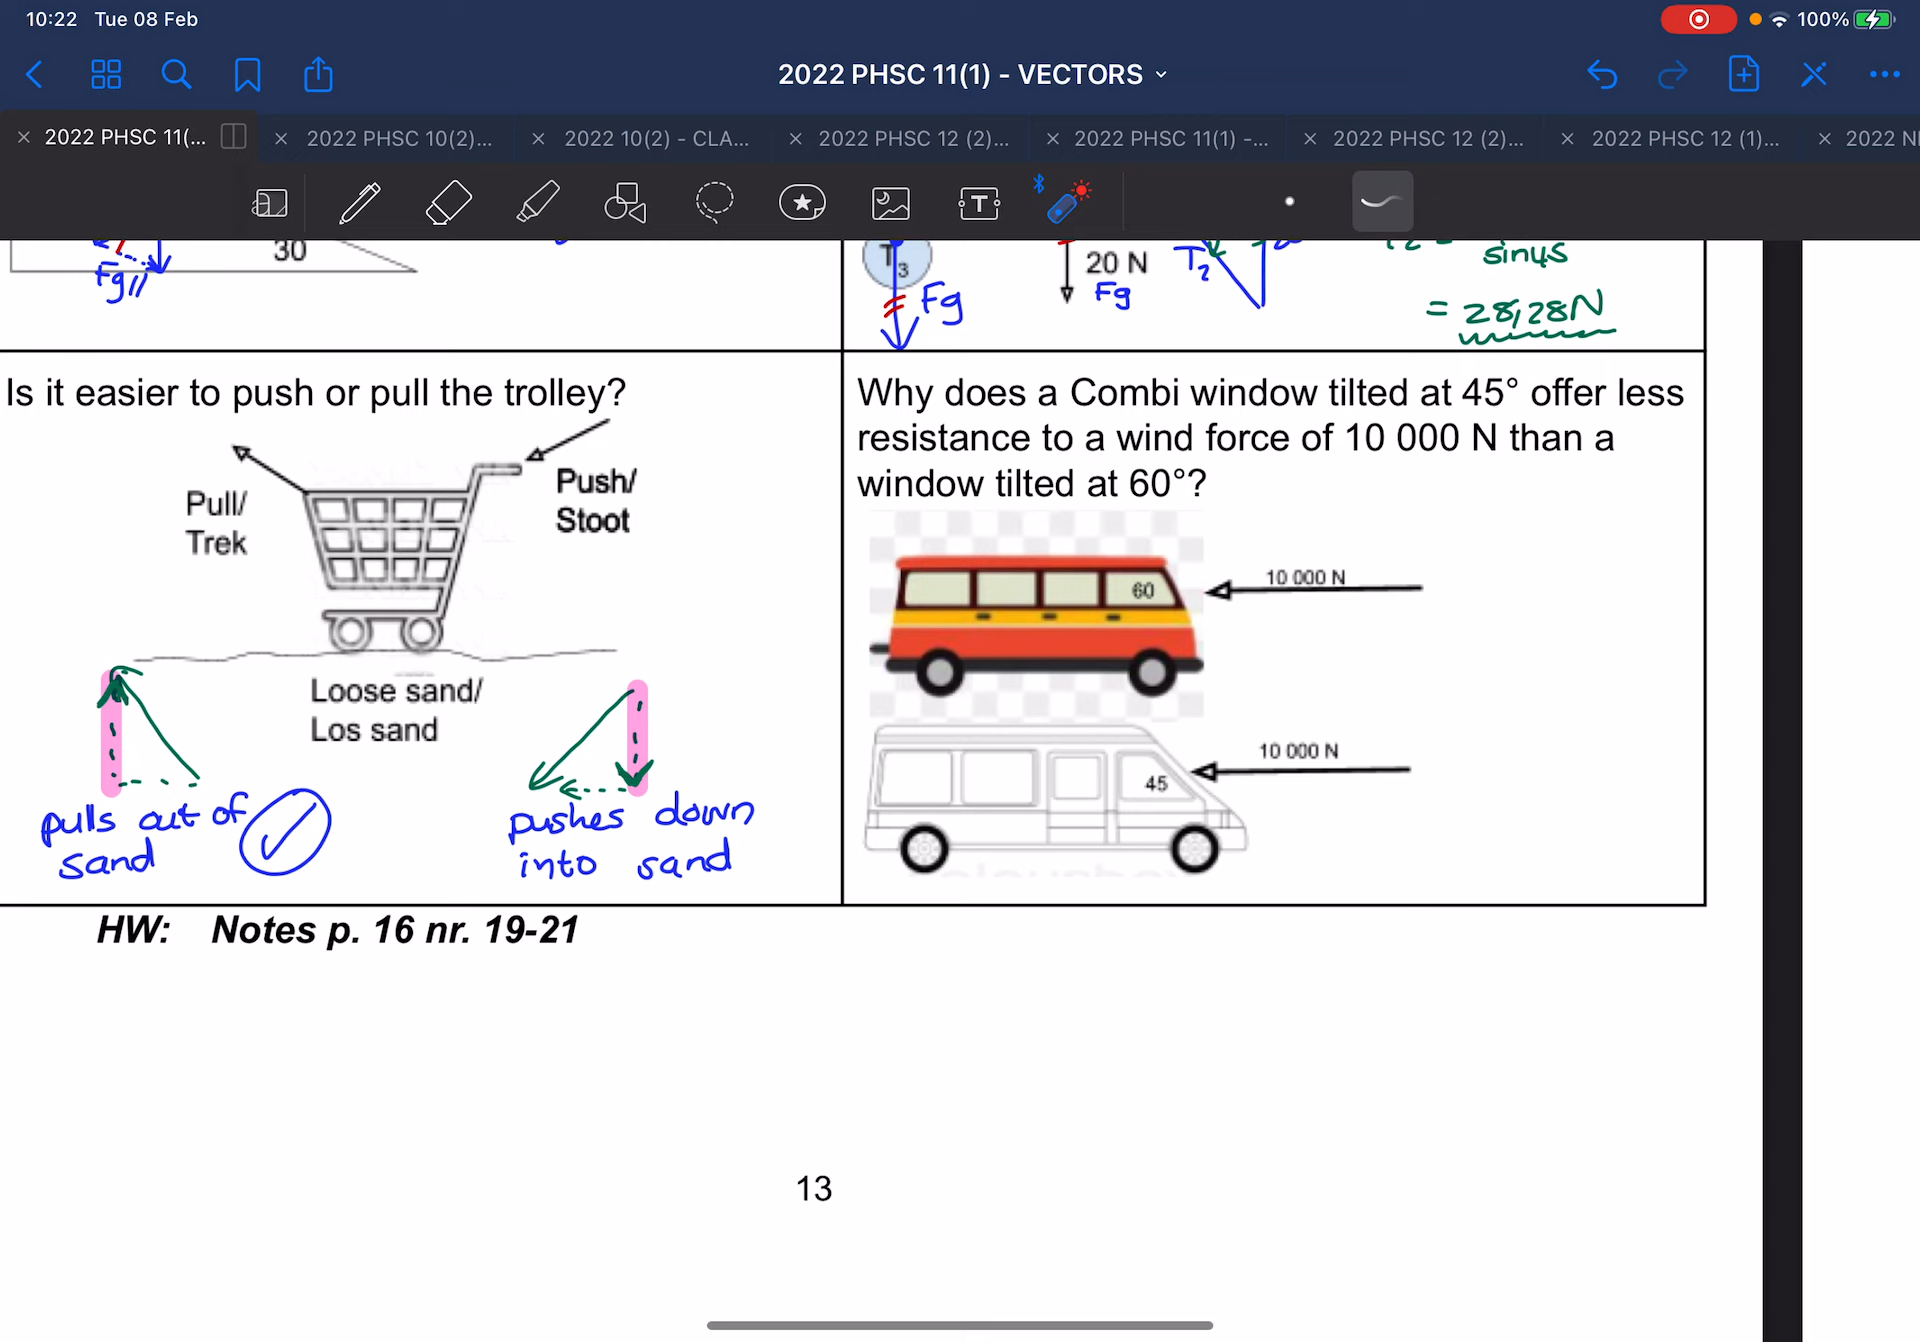 10:22 Tue 08 Feb
100%
2022 PHSC 11(1) - VECTORS
2022 PHSC 11(...
2022 PHSC 10(2)...
2022 10(2) - CLA...
2022 PHSC 12 (2)...
2022 PHSC 11(1) -...
2022 PHSC 12 (2)...
2022 PHSC 12 (1)...
2022 N
T
30
Fg//
T3
Fg
20 N
Fg
T2
sin45
= 28,28N
Is it easier to push or pull the trolley?
Pull/
Trek
Push/
Stoot
Loose sand/
Los sand
pulls out of
sand
pushes down
into sand
Why does a Combi window tilted at 45° offer less
resistance to a wind force of 10 000 N than a
window tilted at 60°?
60
10 000 N
45
10 000 N
HW: Notes p. 16 nr. 19-21
13